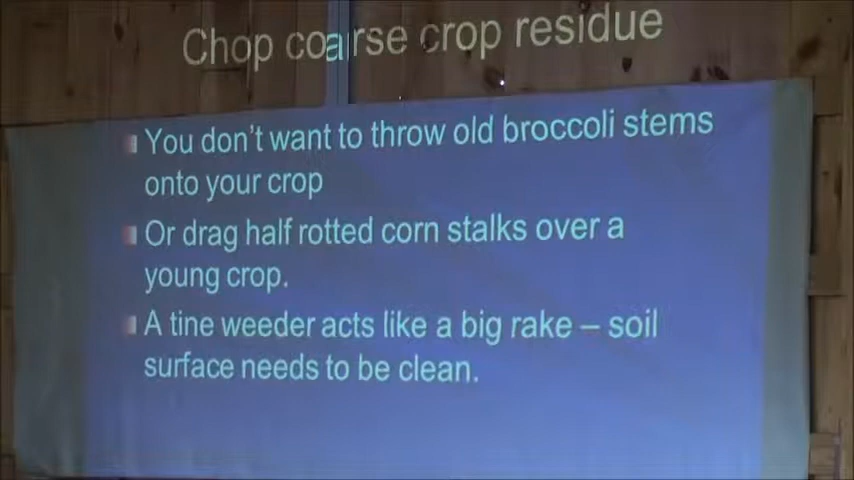 Chop coarse crop residue
You don't want to throw old broccoli stems
onto your crop
Or drag half rotted corn stalks over a
young crop.
A tine weeder acts like a big rake – soil
surface needs to be clean.